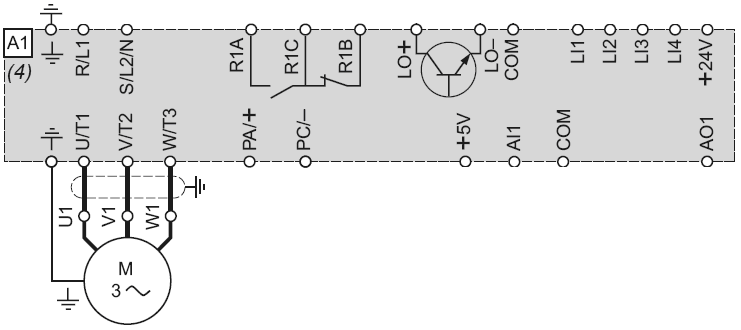 A1
(4)
R/L1
S/L2/N
R1A
R1C
R1B
LO+
LO-
COM
LI1
LI2
LI3
LI4
+24V
U/T1
V/T2
W/T3
PA/+
PC/–
+5V
AI1
COM
AO1
U1
V1
W1
M
3